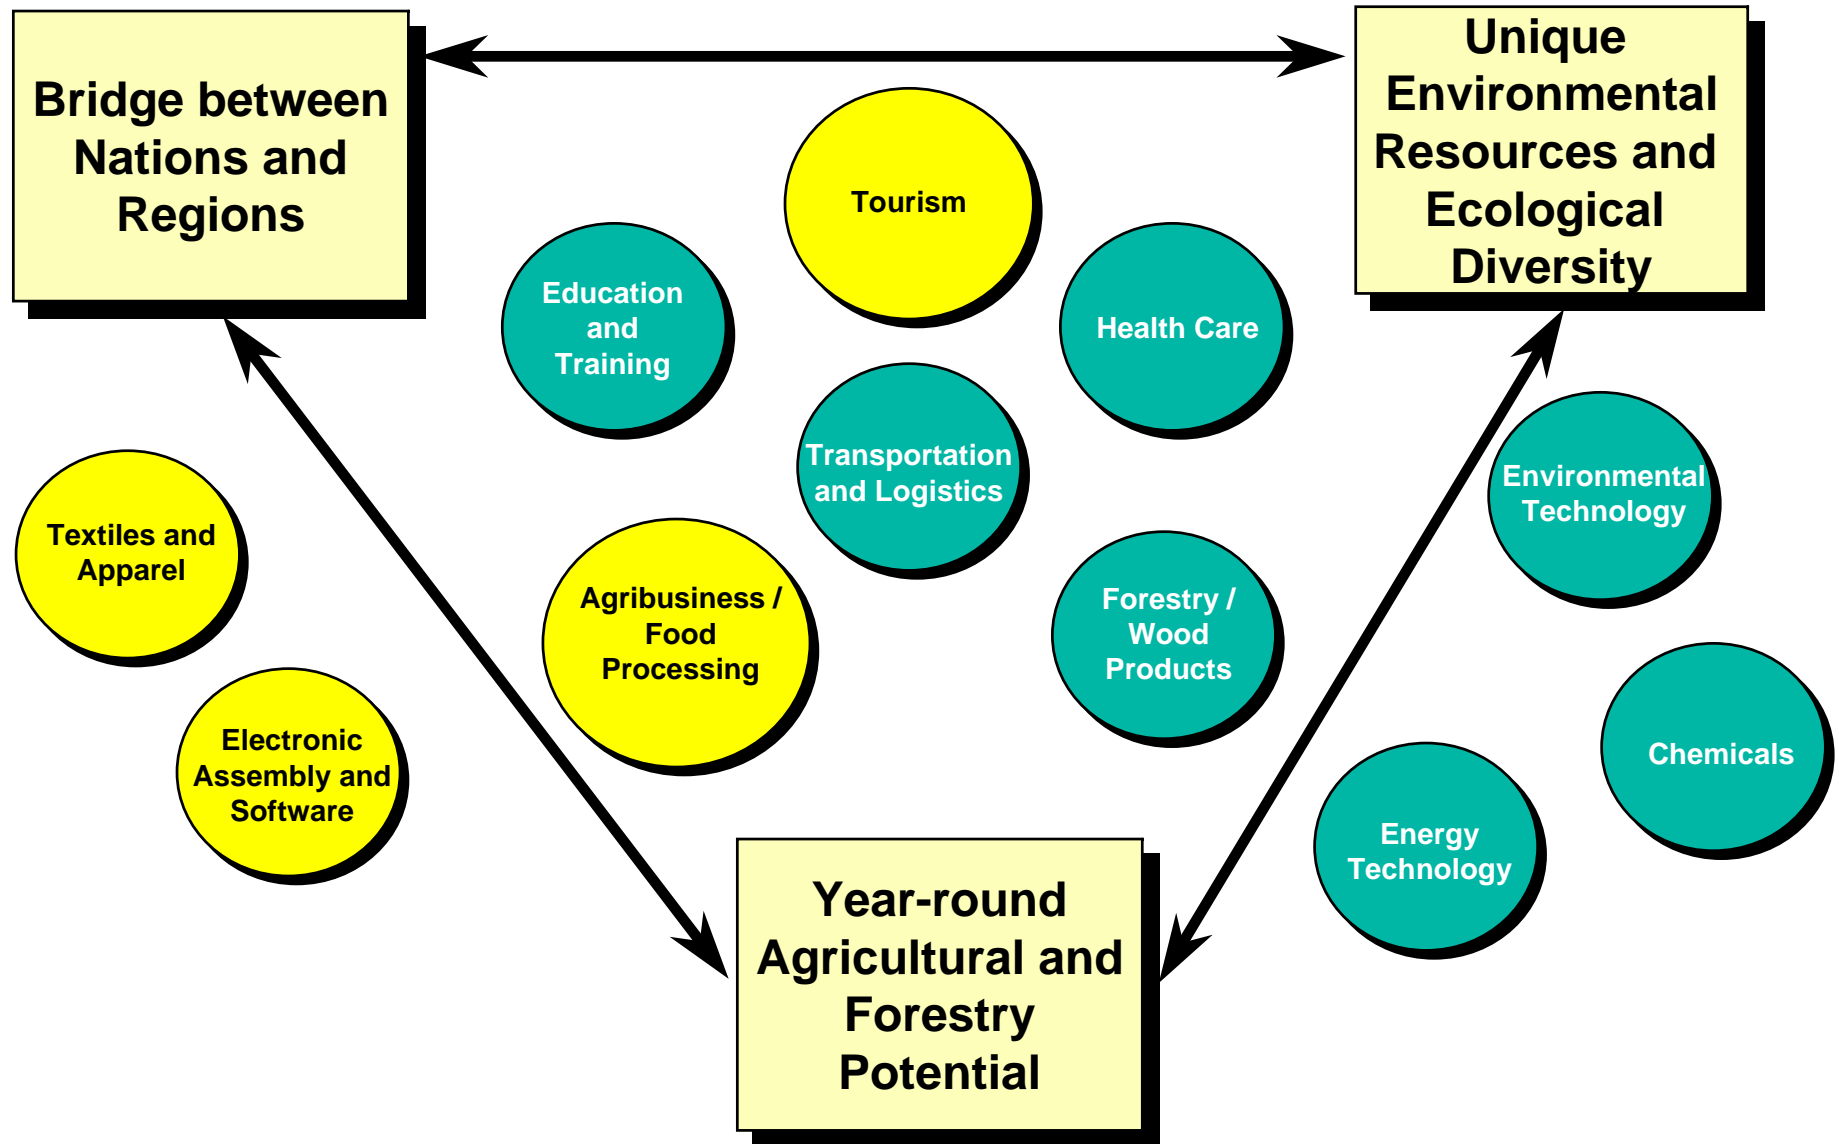 Bridge between
Nations and
Regions
Unique
Environmental
Resources and
Ecological
Diversity
Tourism
Education
and
Training
Health Care
Transportation
and Logistics
Environmental
Technology
Textiles and
Apparel
Agribusiness /
Food
Processing
Forestry /
Wood
Products
Electronic
Assembly and
Software
Chemicals
Energy
Technology
Year-round
Agricultural and
Forestry
Potential